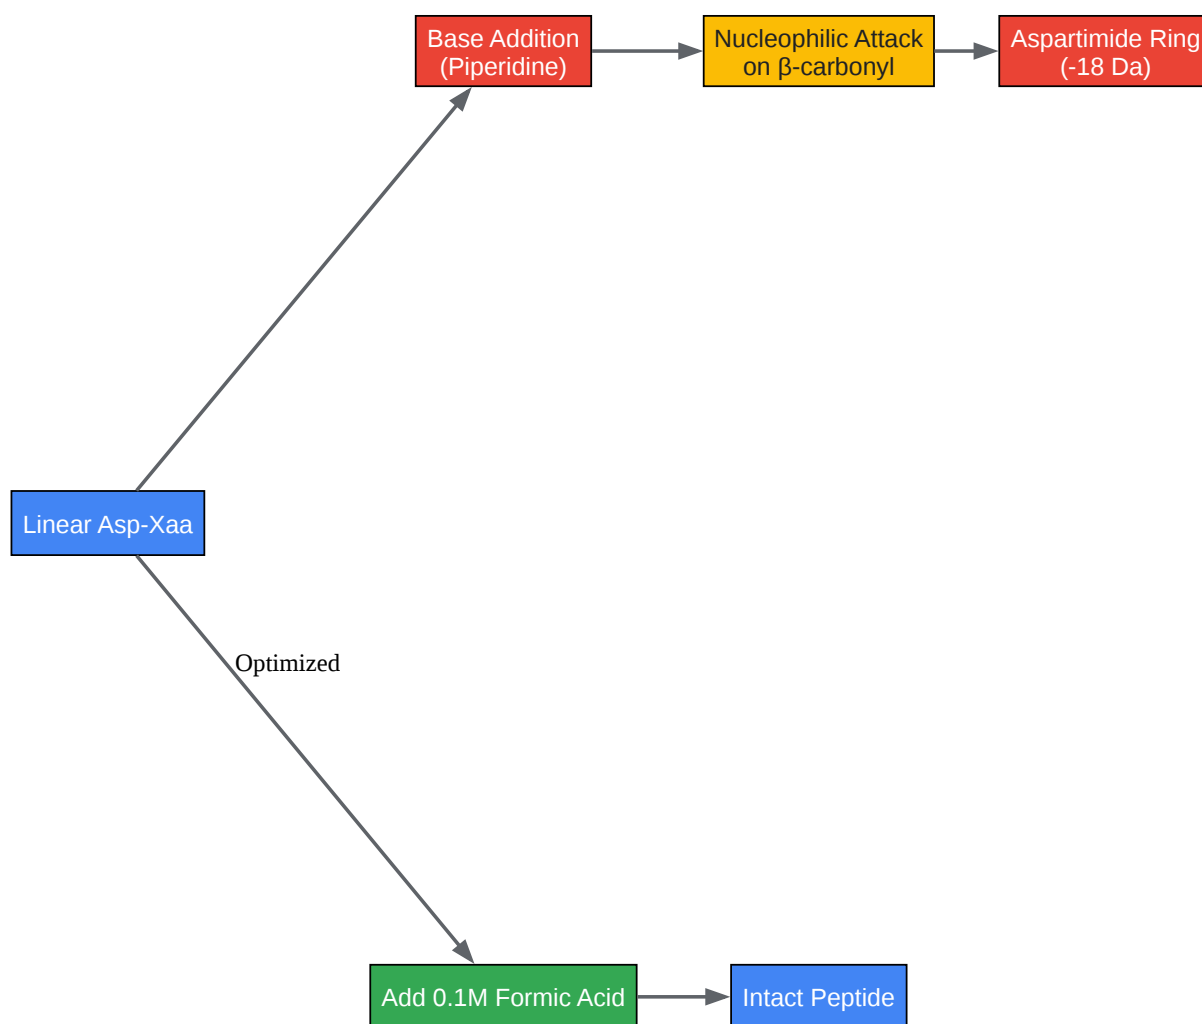 Base Addition
(Piperidine)
Nucleophilic Attack
on β-carbonyl
Aspartimide Ring
(-18 Da)
Linear Asp-Xaa
Optimized
Add 0.1M Formic Acid
Intact Peptide